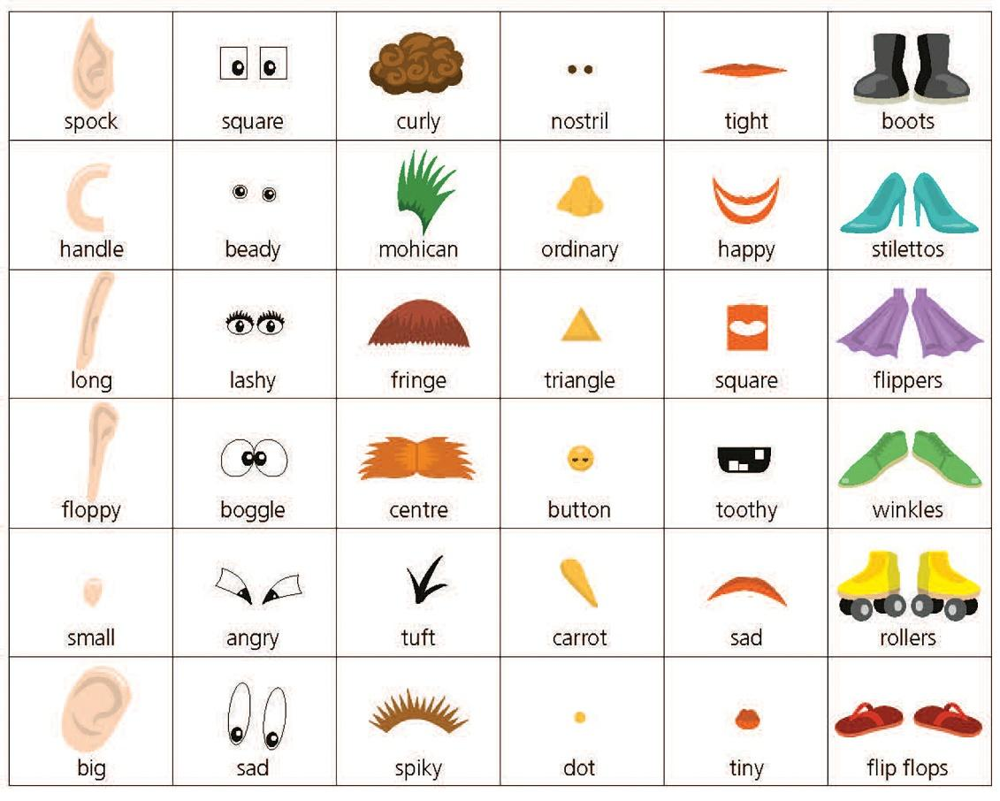 spock square curly nostril tight boots
handle beady mohican ordinary happy stilettos
long lashy fringe triangle square flippers
floppy boggle centre button toothy winkles
small angry tuft carrot sad rollers
big sad spiky dot tiny flip flops